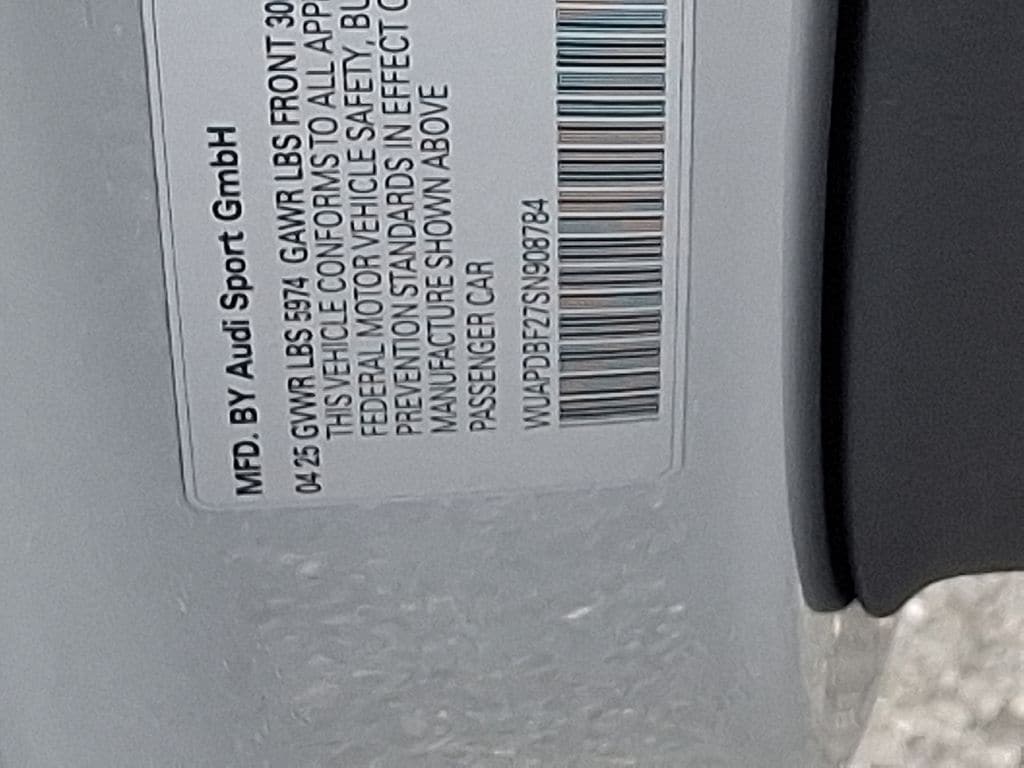 MFD. BY Audi Sport GmbH
04 25 GVWR LBS 5974 GAWR LBS FRONT 30
THIS VEHICLE CONFORMS TO ALL APP
FEDERAL MOTOR VEHICLE SAFETY, BU
PREVENTION STANDARDS IN EFFECT O
MANUFACTURE SHOWN ABOVE
PASSENGER CAR
WUAPDBF27SN908784